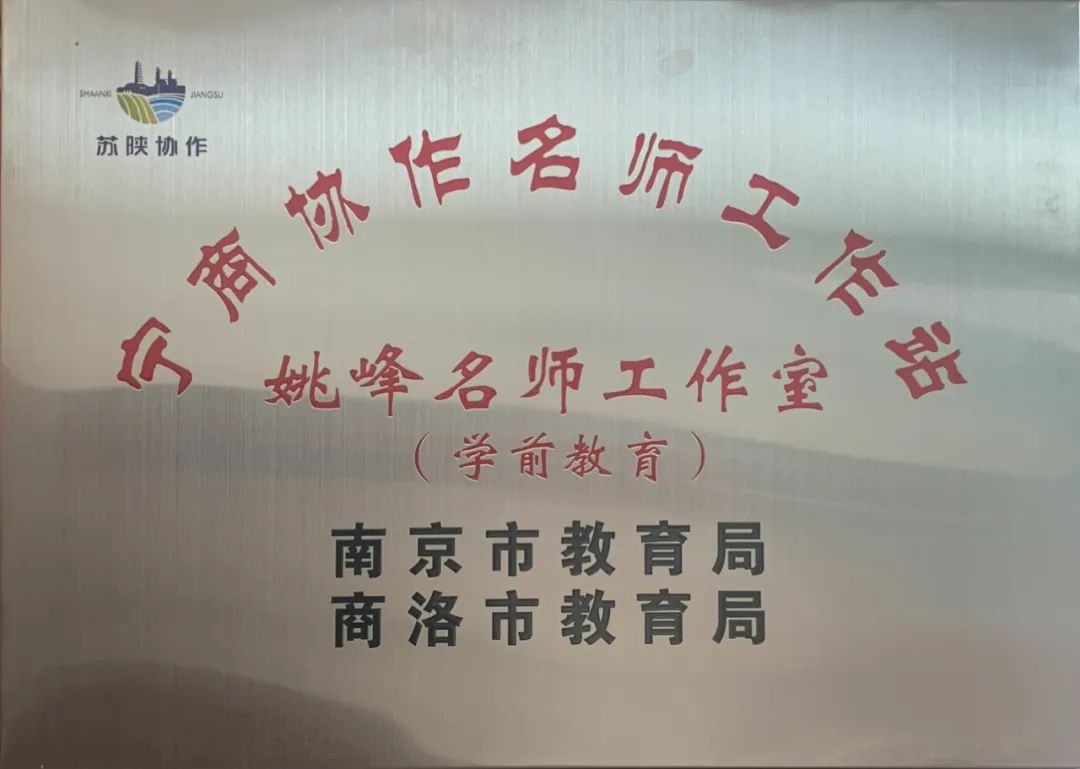 SHAANXI JIANGSU
苏陕协作
宁商协作名师工作站
姚峰名师工作室
（学前教育）
南京市教育局
商洛市教育局